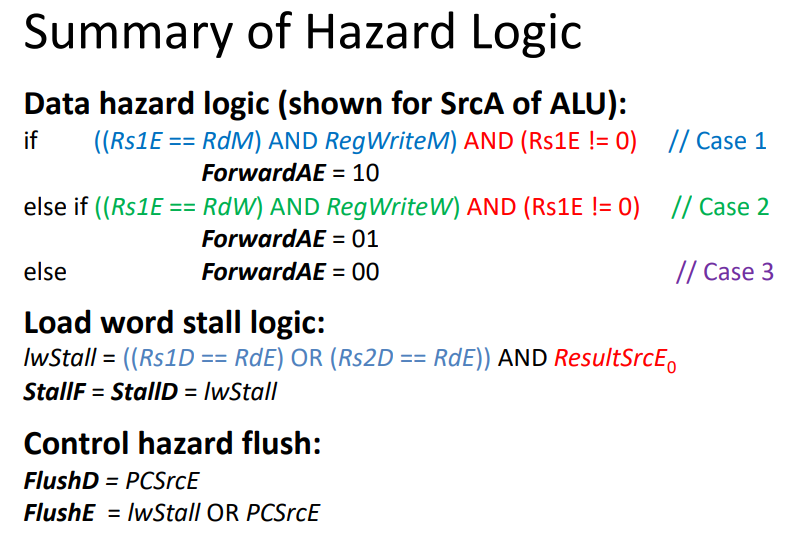 Summary of Hazard Logic
Data hazard logic (shown for SrcA of ALU):
if ((Rs1E == RdM) AND RegWriteM) AND (Rs1E != 0) // Case 1
ForwardAE = 10
else if ((Rs1E == RdW) AND RegWriteW) AND (Rs1E != 0) // Case 2
ForwardAE = 01
else ForwardAE = 00 // Case 3
Load word stall logic:
lwStall = ((Rs1D == RdE) OR (Rs2D == RdE)) AND ResultSrcE₀
StallF = StallD = lwStall
Control hazard flush:
FlushD = PCSrcE
FlushE = lwStall OR PCSrcE